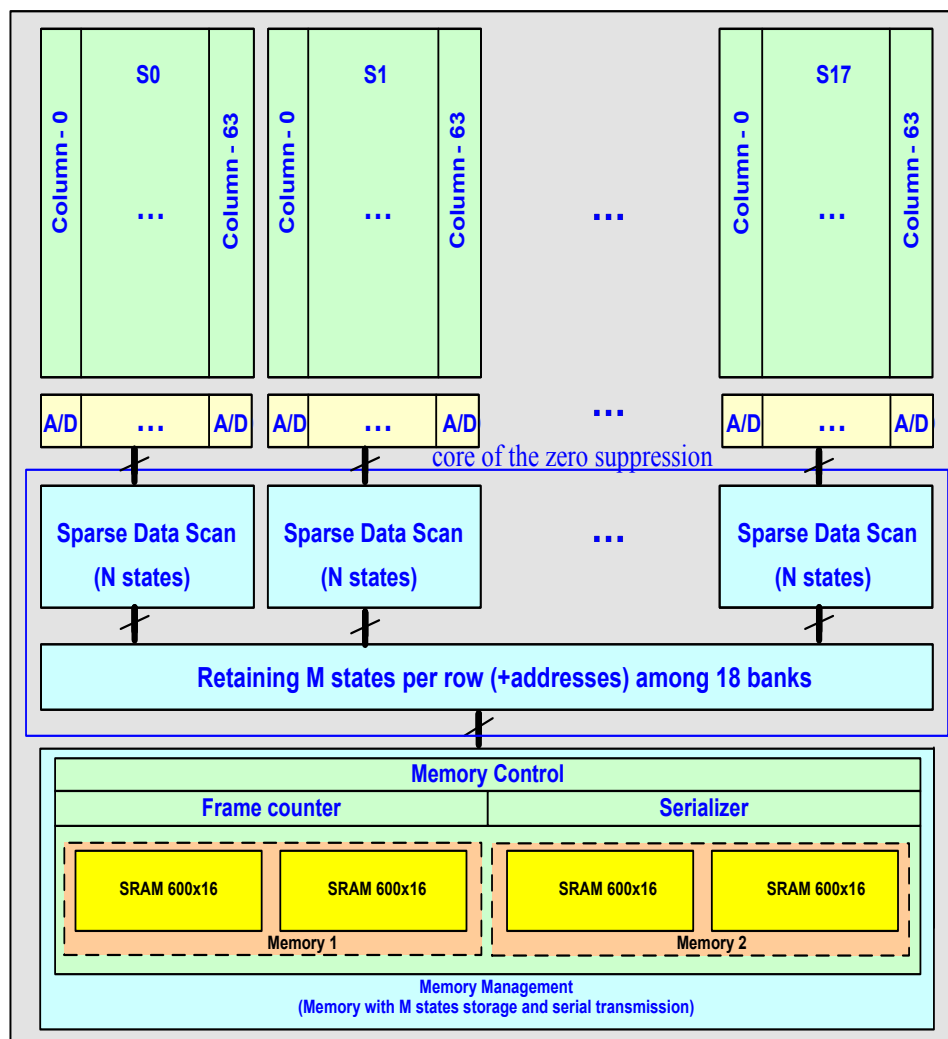 S0
S1
S17
Column - 0
...
Column - 63
Column - 0
...
Column - 63
...
Column - 0
...
Column - 63
A/D
...
A/D
A/D
...
A/D
...
A/D
...
A/D
core of the zero suppression
Sparse Data Scan
(N states)
Sparse Data Scan
(N states)
...
Sparse Data Scan
(N states)
Retaining M states per row (+addresses) among 18 banks
Memory Control
Frame counter
Serializer
SRAM 600x16
SRAM 600x16
SRAM 600x16
SRAM 600x16
Memory 1
Memory 2
Memory Management
(Memory with M states storage and serial transmission)